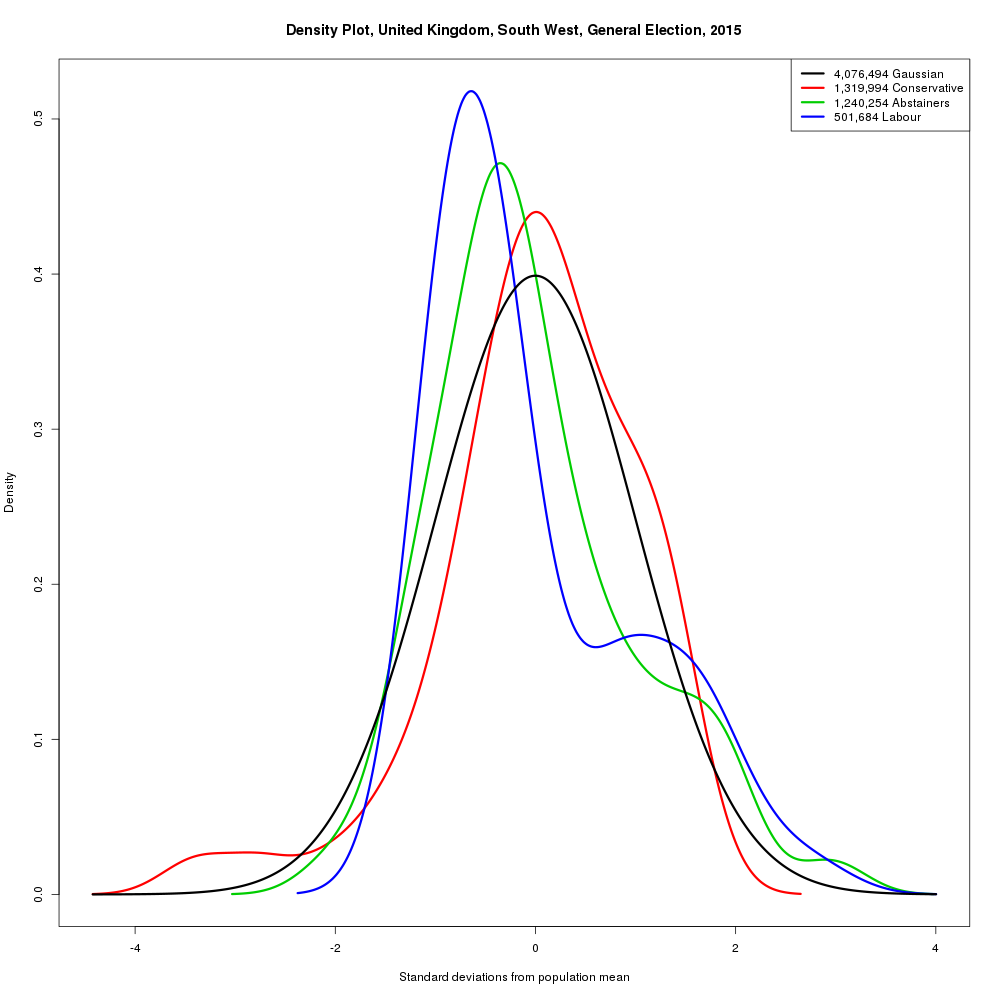 Density Plot, United Kingdom, South West, General Election, 2015
4,076,494 Gaussian
1,319,994 Conservative
1,240,254 Abstainers
501,684 Labour
Density
0.5
0.4
0.3
0.2
0.1
0.0
-4 -2 0 2 4
Standard deviations from population mean